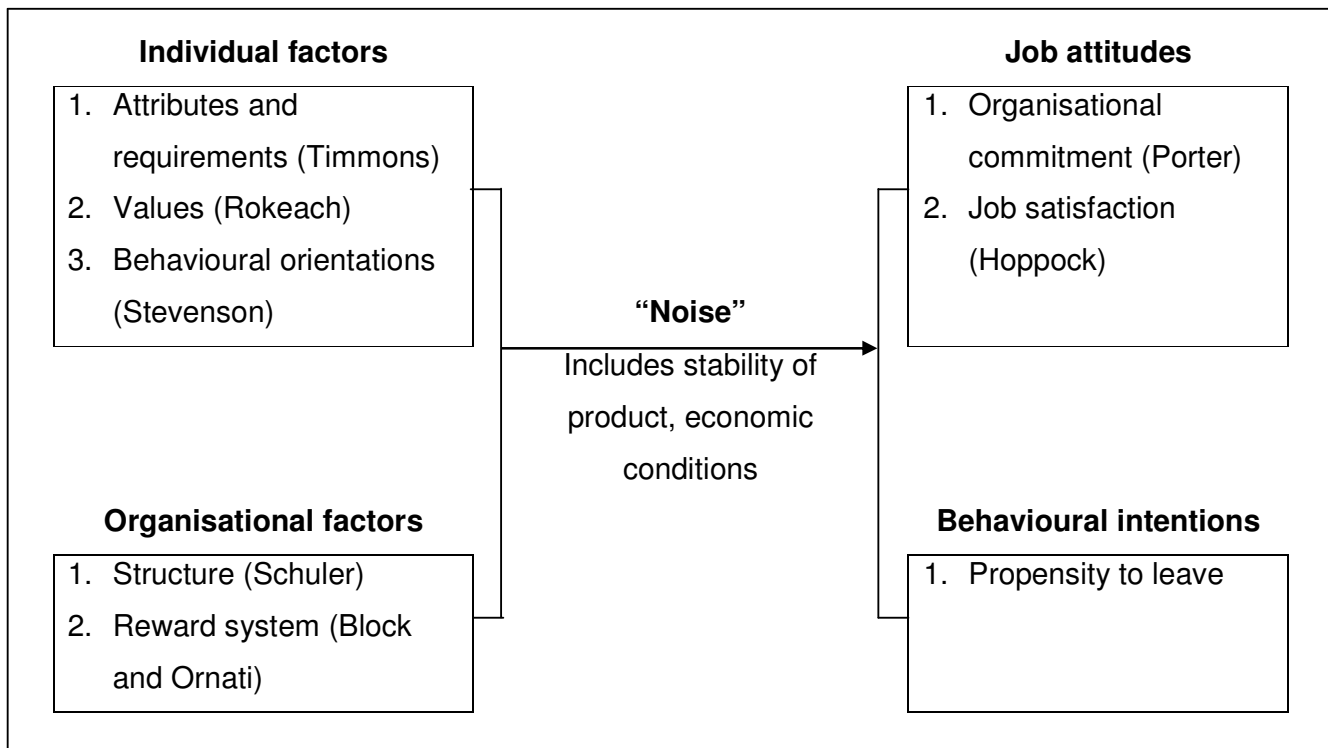 Individual factors
1. Attributes and
requirements (Timmons)
2. Values (Rokeach)
3. Behavioural orientations
(Stevenson)
Organisational factors
1. Structure (Schuler)
2. Reward system (Block
and Ornati)
“Noise”
Includes stability of
product, economic
conditions
Job attitudes
1. Organisational
commitment (Porter)
2. Job satisfaction
(Hoppock)
Behavioural intentions
1. Propensity to leave